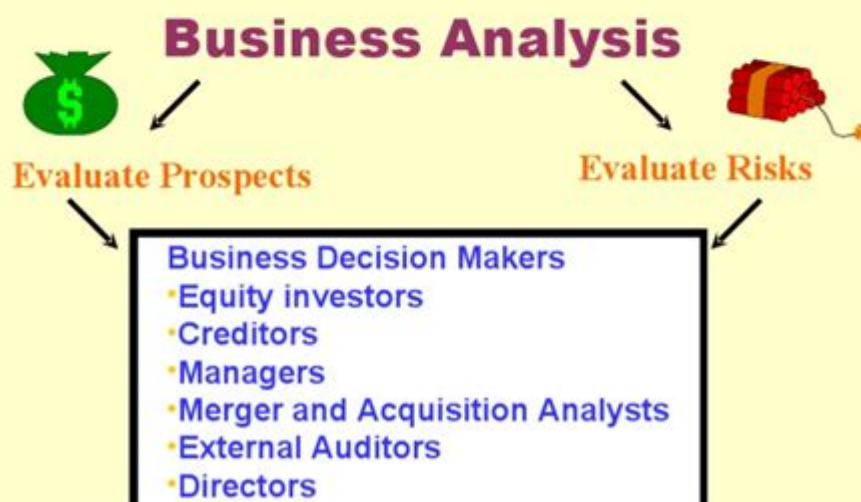 Business Analysis
$
Evaluate Prospects
Evaluate Risks
Business Decision Makers
•Equity investors
•Creditors
•Managers
•Merger and Acquisition Analysts
•External Auditors
•Directors